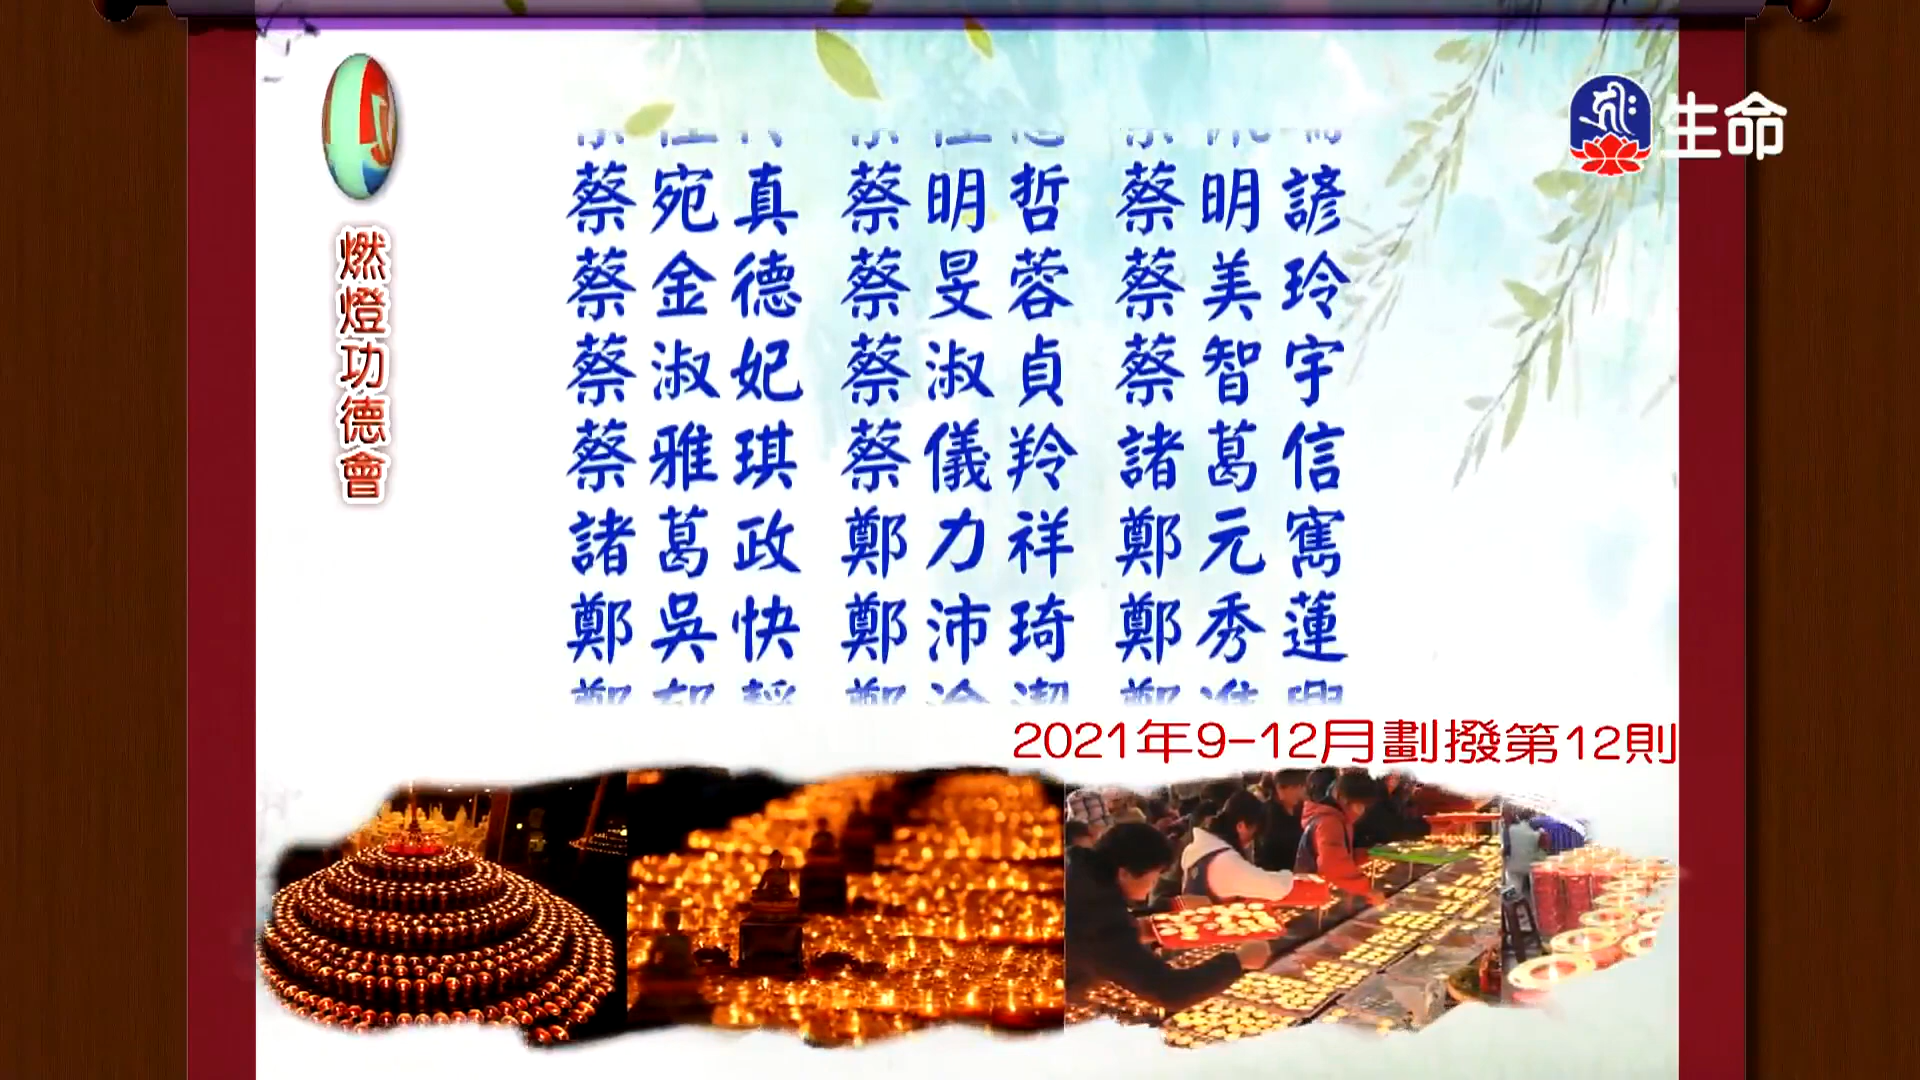 生命
燃燈功德會
蔡宛真 蔡明哲 蔡明諺
蔡金德 蔡旻蓉 蔡美玲
蔡淑妃 蔡淑貞 蔡智宇
蔡雅琪 蔡儀羚 諸葛信
諸葛政 鄭力祥 鄭元寯
鄭吳快 鄭沛琦 鄭秀蓮
2021年9-12月劃撥第12則